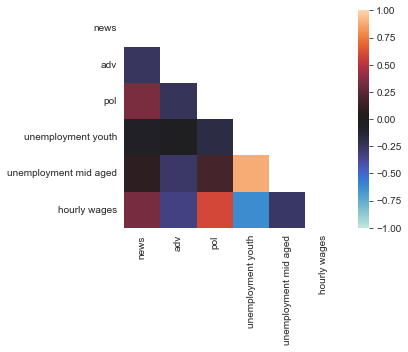 news
adv
pol
unemployment youth
unemployment mid aged
hourly wages
news
adv
pol
unemployment youth
unemployment mid aged
hourly wages
1.00
0.75
0.50
0.25
0.00
−0.25
−0.50
−0.75
−1.00